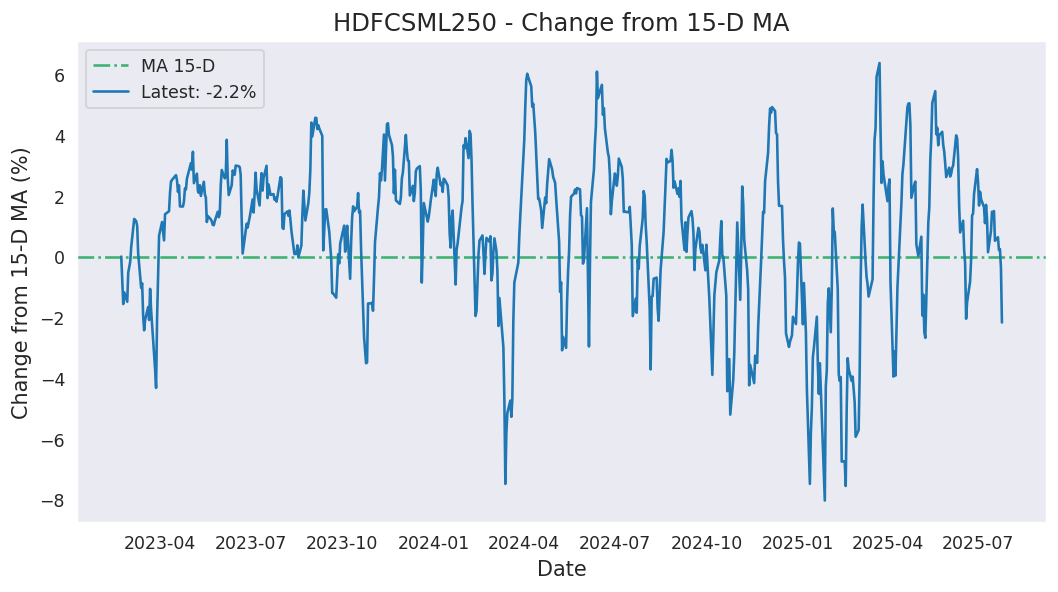 HDFCSML250 - Change from 15-D MA
MA 15-D
Latest: -2.2%
Change from 15-D MA (%)
6
4
2
0
−2
−4
−6
−8
2023-04 2023-07 2023-10 2024-01 2024-04 2024-07 2024-10 2025-01 2025-04 2025-07
Date